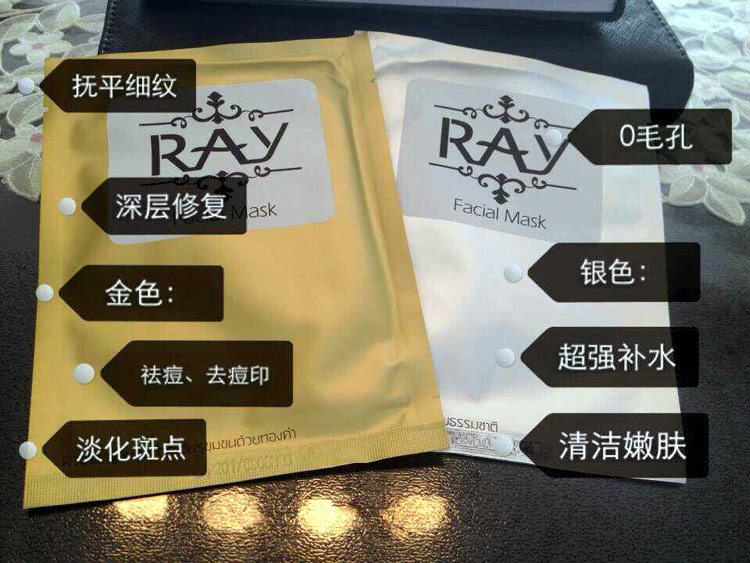 抚平细纹
RAY
Mask
深层修复
金色：
祛痘、去痘印
淡化斑点
RAY
Facial Mask
0毛孔
银色：
超强补水
清洁嫩肤